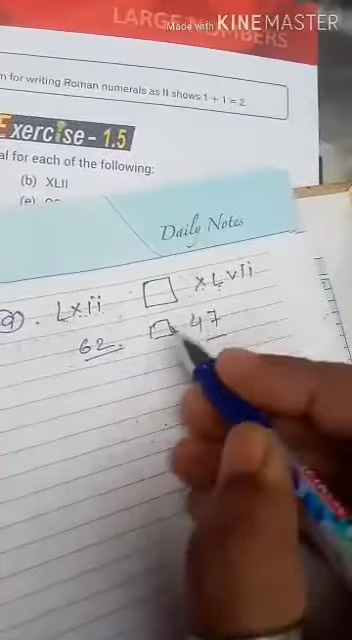 LARGE NUMBERS
Made with KINEMASTER
m for writing Roman numerals as II shows 1 + 1 = 2.
Exercise - 1.5
al for each of the following:
(b) XLII
(e)
Daily Notes
a). LXii □ XLVii
62. □ 47